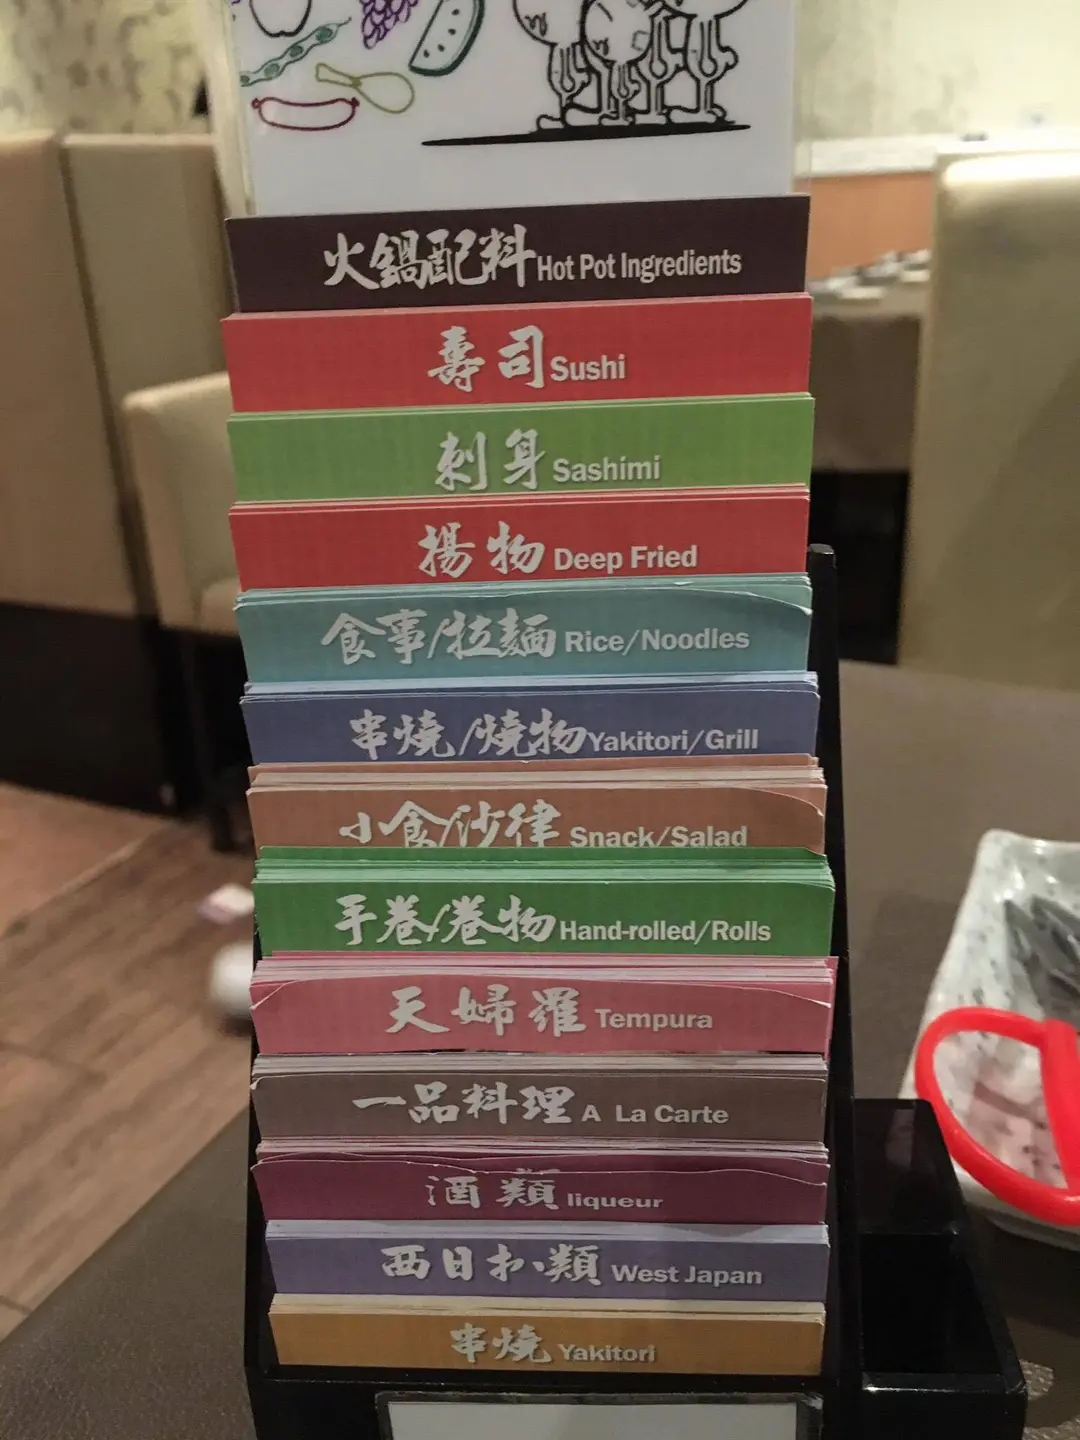 火鍋配料 Hot Pot Ingredients
壽司 Sushi
刺身 Sashimi
揚物 Deep Fried
食事/拉麵 Rice/Noodles
串燒/燒物 Yakitori/Grill
小食/沙律 Snack/Salad
手卷/卷物 Hand-rolled/Rolls
天婦羅 Tempura
一品料理 A La Carte
酒類 liqueur
西日扒類 West Japan
串燒 Yakitori